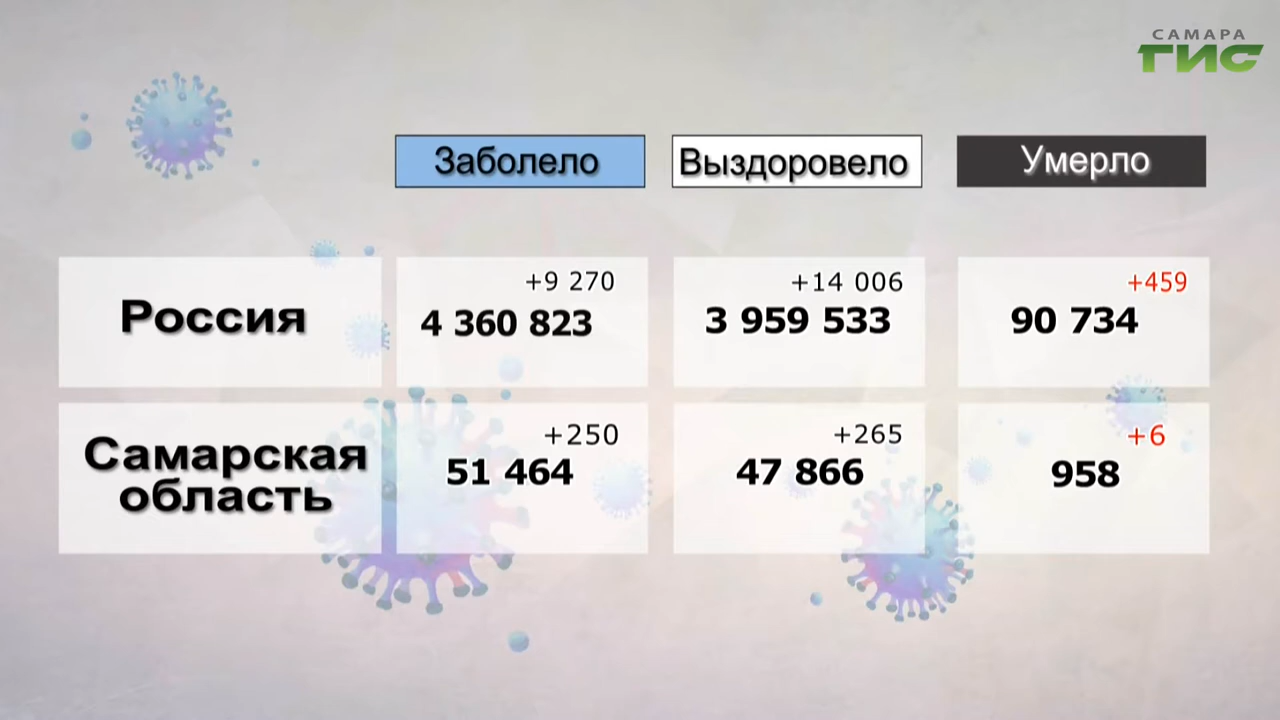 САМАРА
ГИС
Заболело Выздоровело Умерло
+9 270 +14 006 +459
Россия 4 360 823 3 959 533 90 734
+250 +265 +6
Самарская 51 464 47 866 958
область